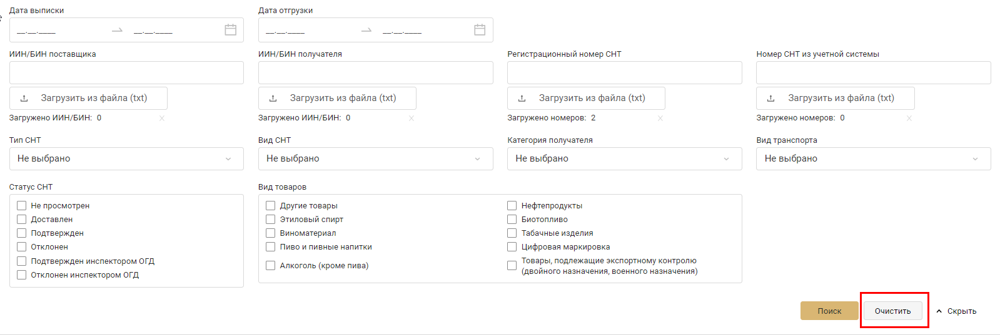 Дата выписки
Дата отгрузки
__.__.____
__.__.____
__.__.____
__.__.____
ИИН/БИН поставщика
ИИН/БИН получателя
Регистрационный номер СНТ
Номер СНТ из учетной системы
Загрузить из файла (txt)
Загрузить из файла (txt)
Загрузить из файла (txt)
Загрузить из файла (txt)
Загружено ИИН/БИН: 0
Загружено ИИН/БИН: 0
Загружено номеров: 2
Загружено номеров: 0
Тип СНТ
Вид СНТ
Категория получателя
Вид транспорта
Не выбрано
Не выбрано
Не выбрано
Не выбрано
Статус СНТ
Не просмотрен
Доставлен
Подтвержден
Отклонен
Подтвержден инспектором ОГД
Отклонен инспектором ОГД
Вид товаров
Другие товары
Этиловый спирт
Виноматериал
Пиво и пивные напитки
Алкоголь (кроме пива)
Нефтепродукты
Биотопливо
Табачные изделия
Цифровая маркировка
Товары, подлежащие экспортному контролю
(двойного назначения, военного назначения)
Поиск
Очистить
Скрыть